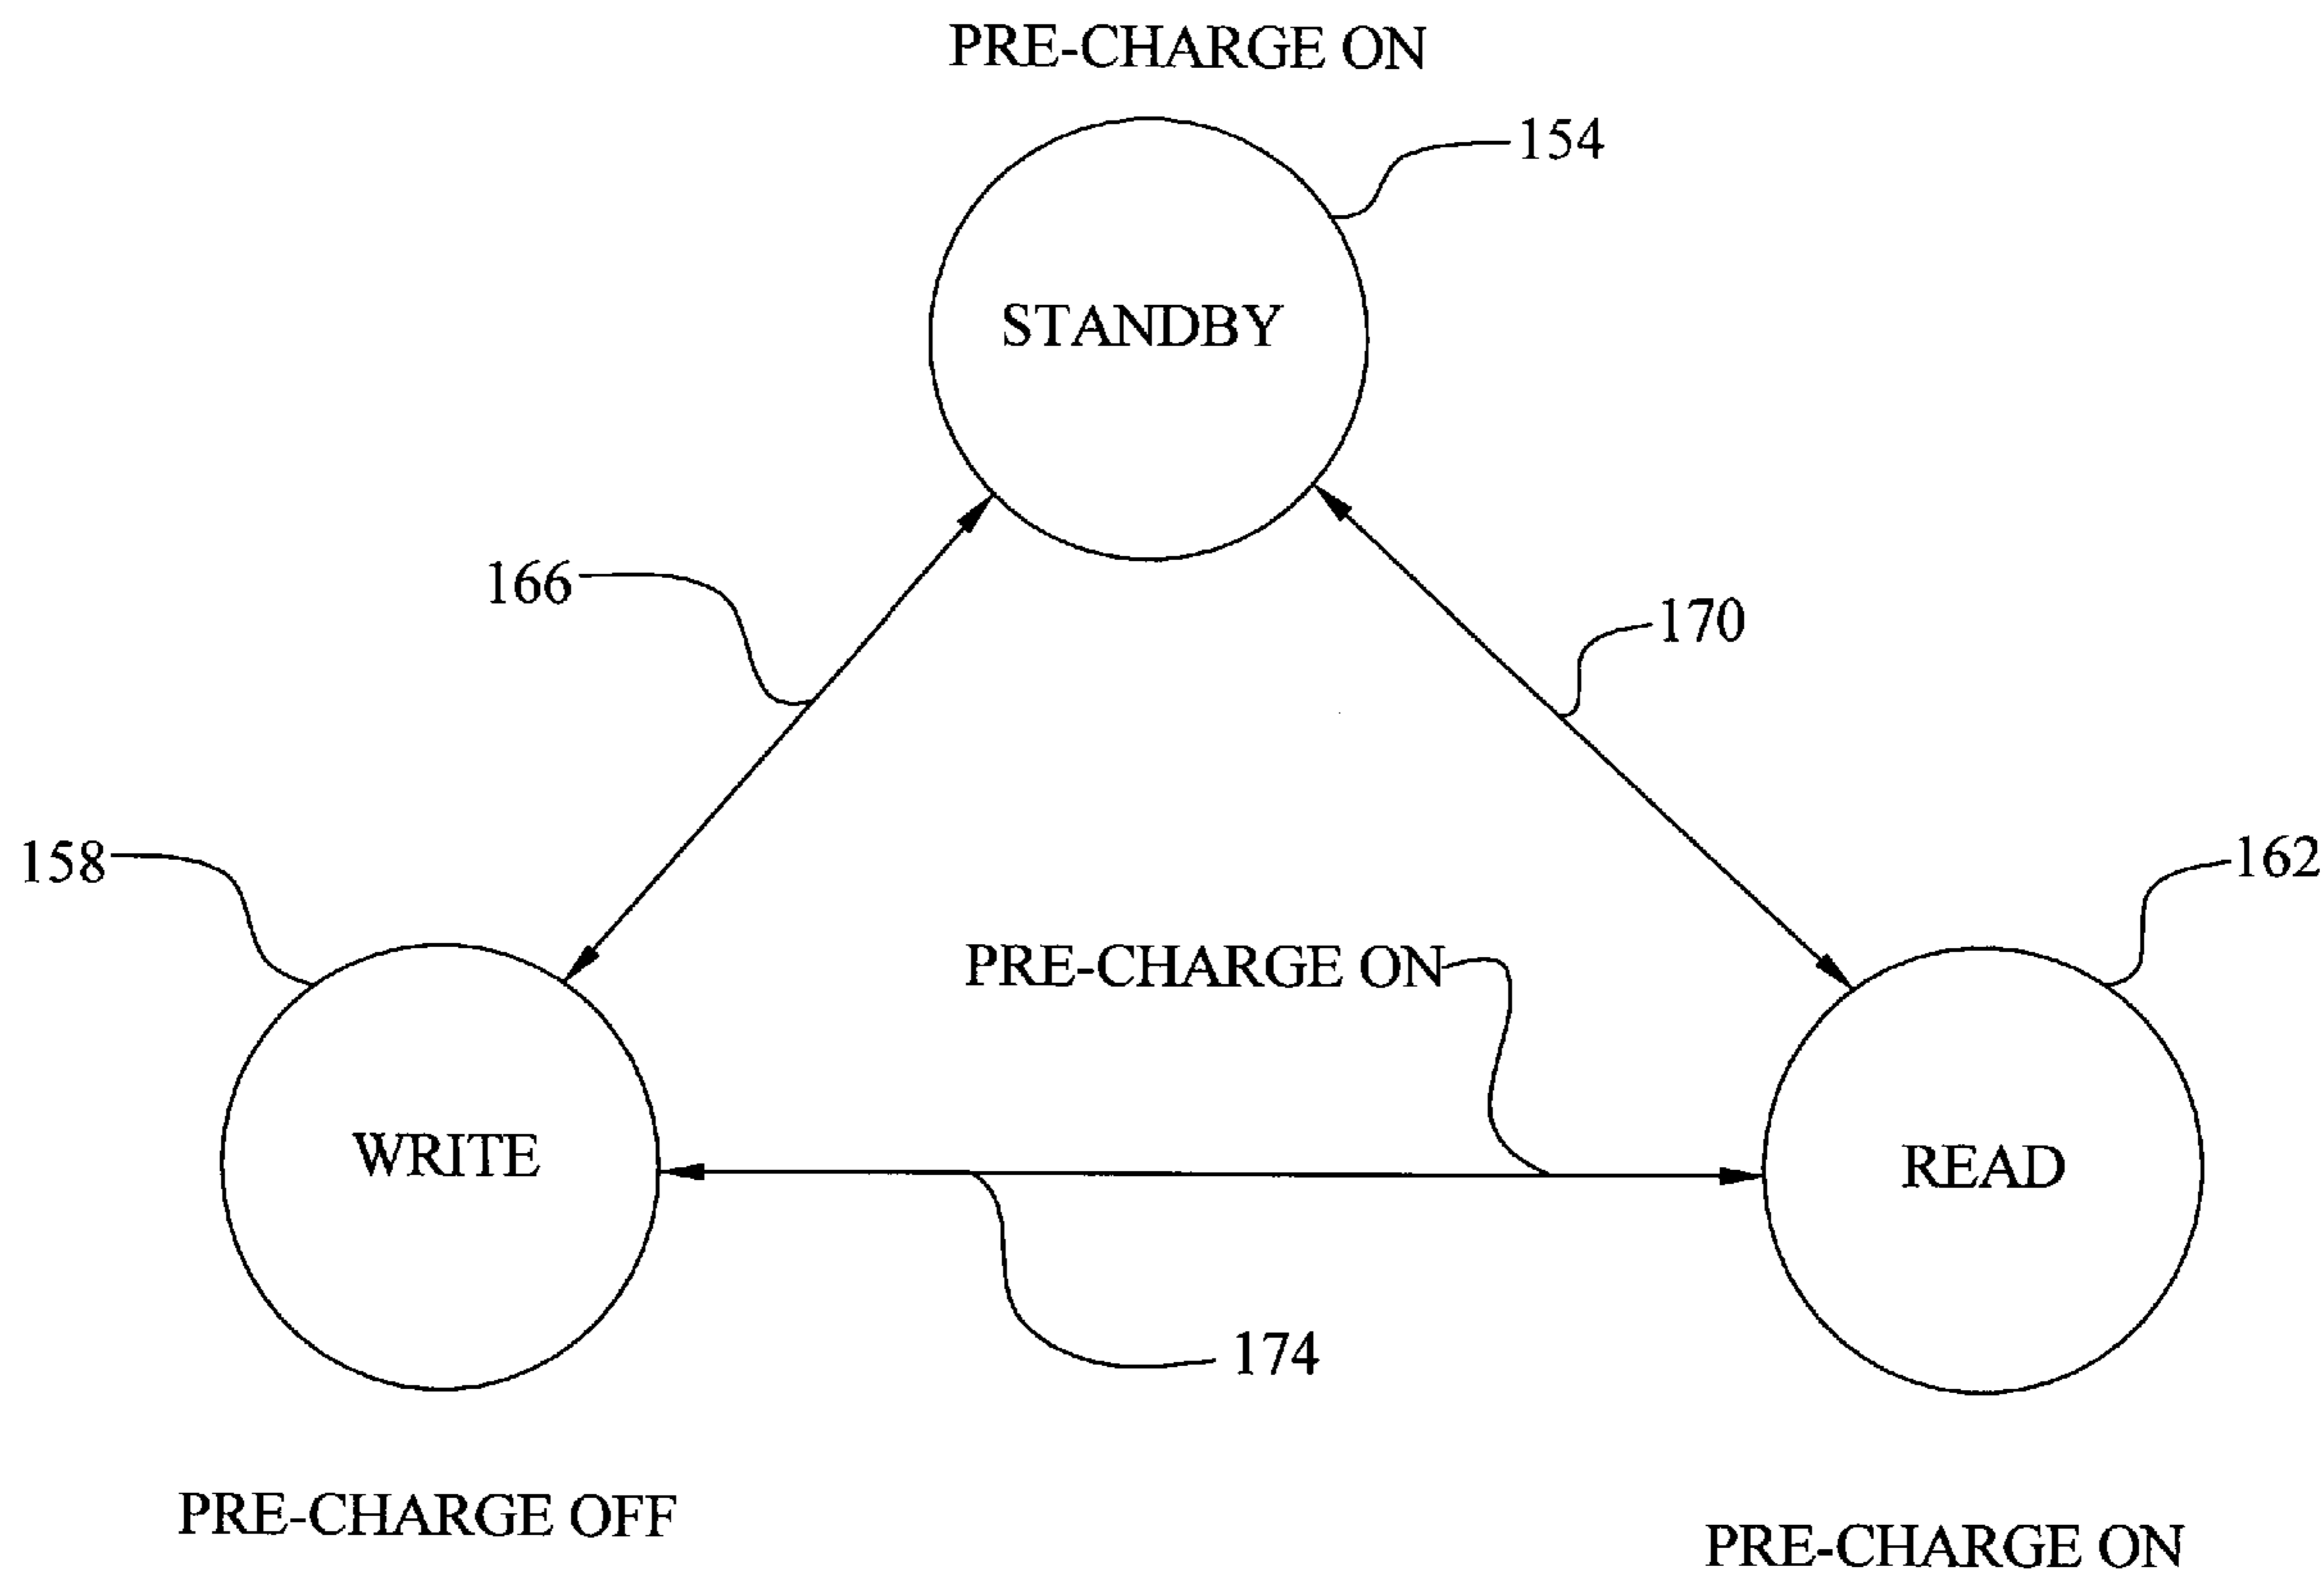 PRE-CHARGE ON
154
STANDBY
166
170
158
162
PRE-CHARGE ON
WRITE
READ
174
PRE-CHARGE OFF
PRE-CHARGE ON